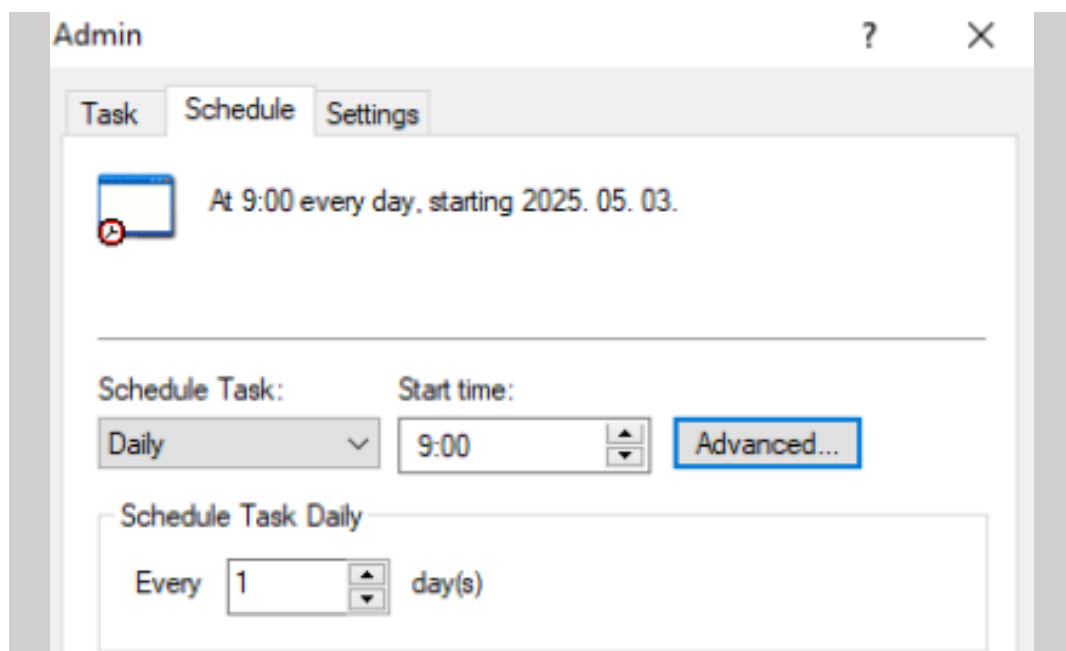 Admin ?
Task Schedule Settings
At 9:00 every day, starting 2025. 05. 03.
Schedule Task: Start time:
Daily 9:00 Advanced...
Schedule Task Daily
Every 1 day(s)